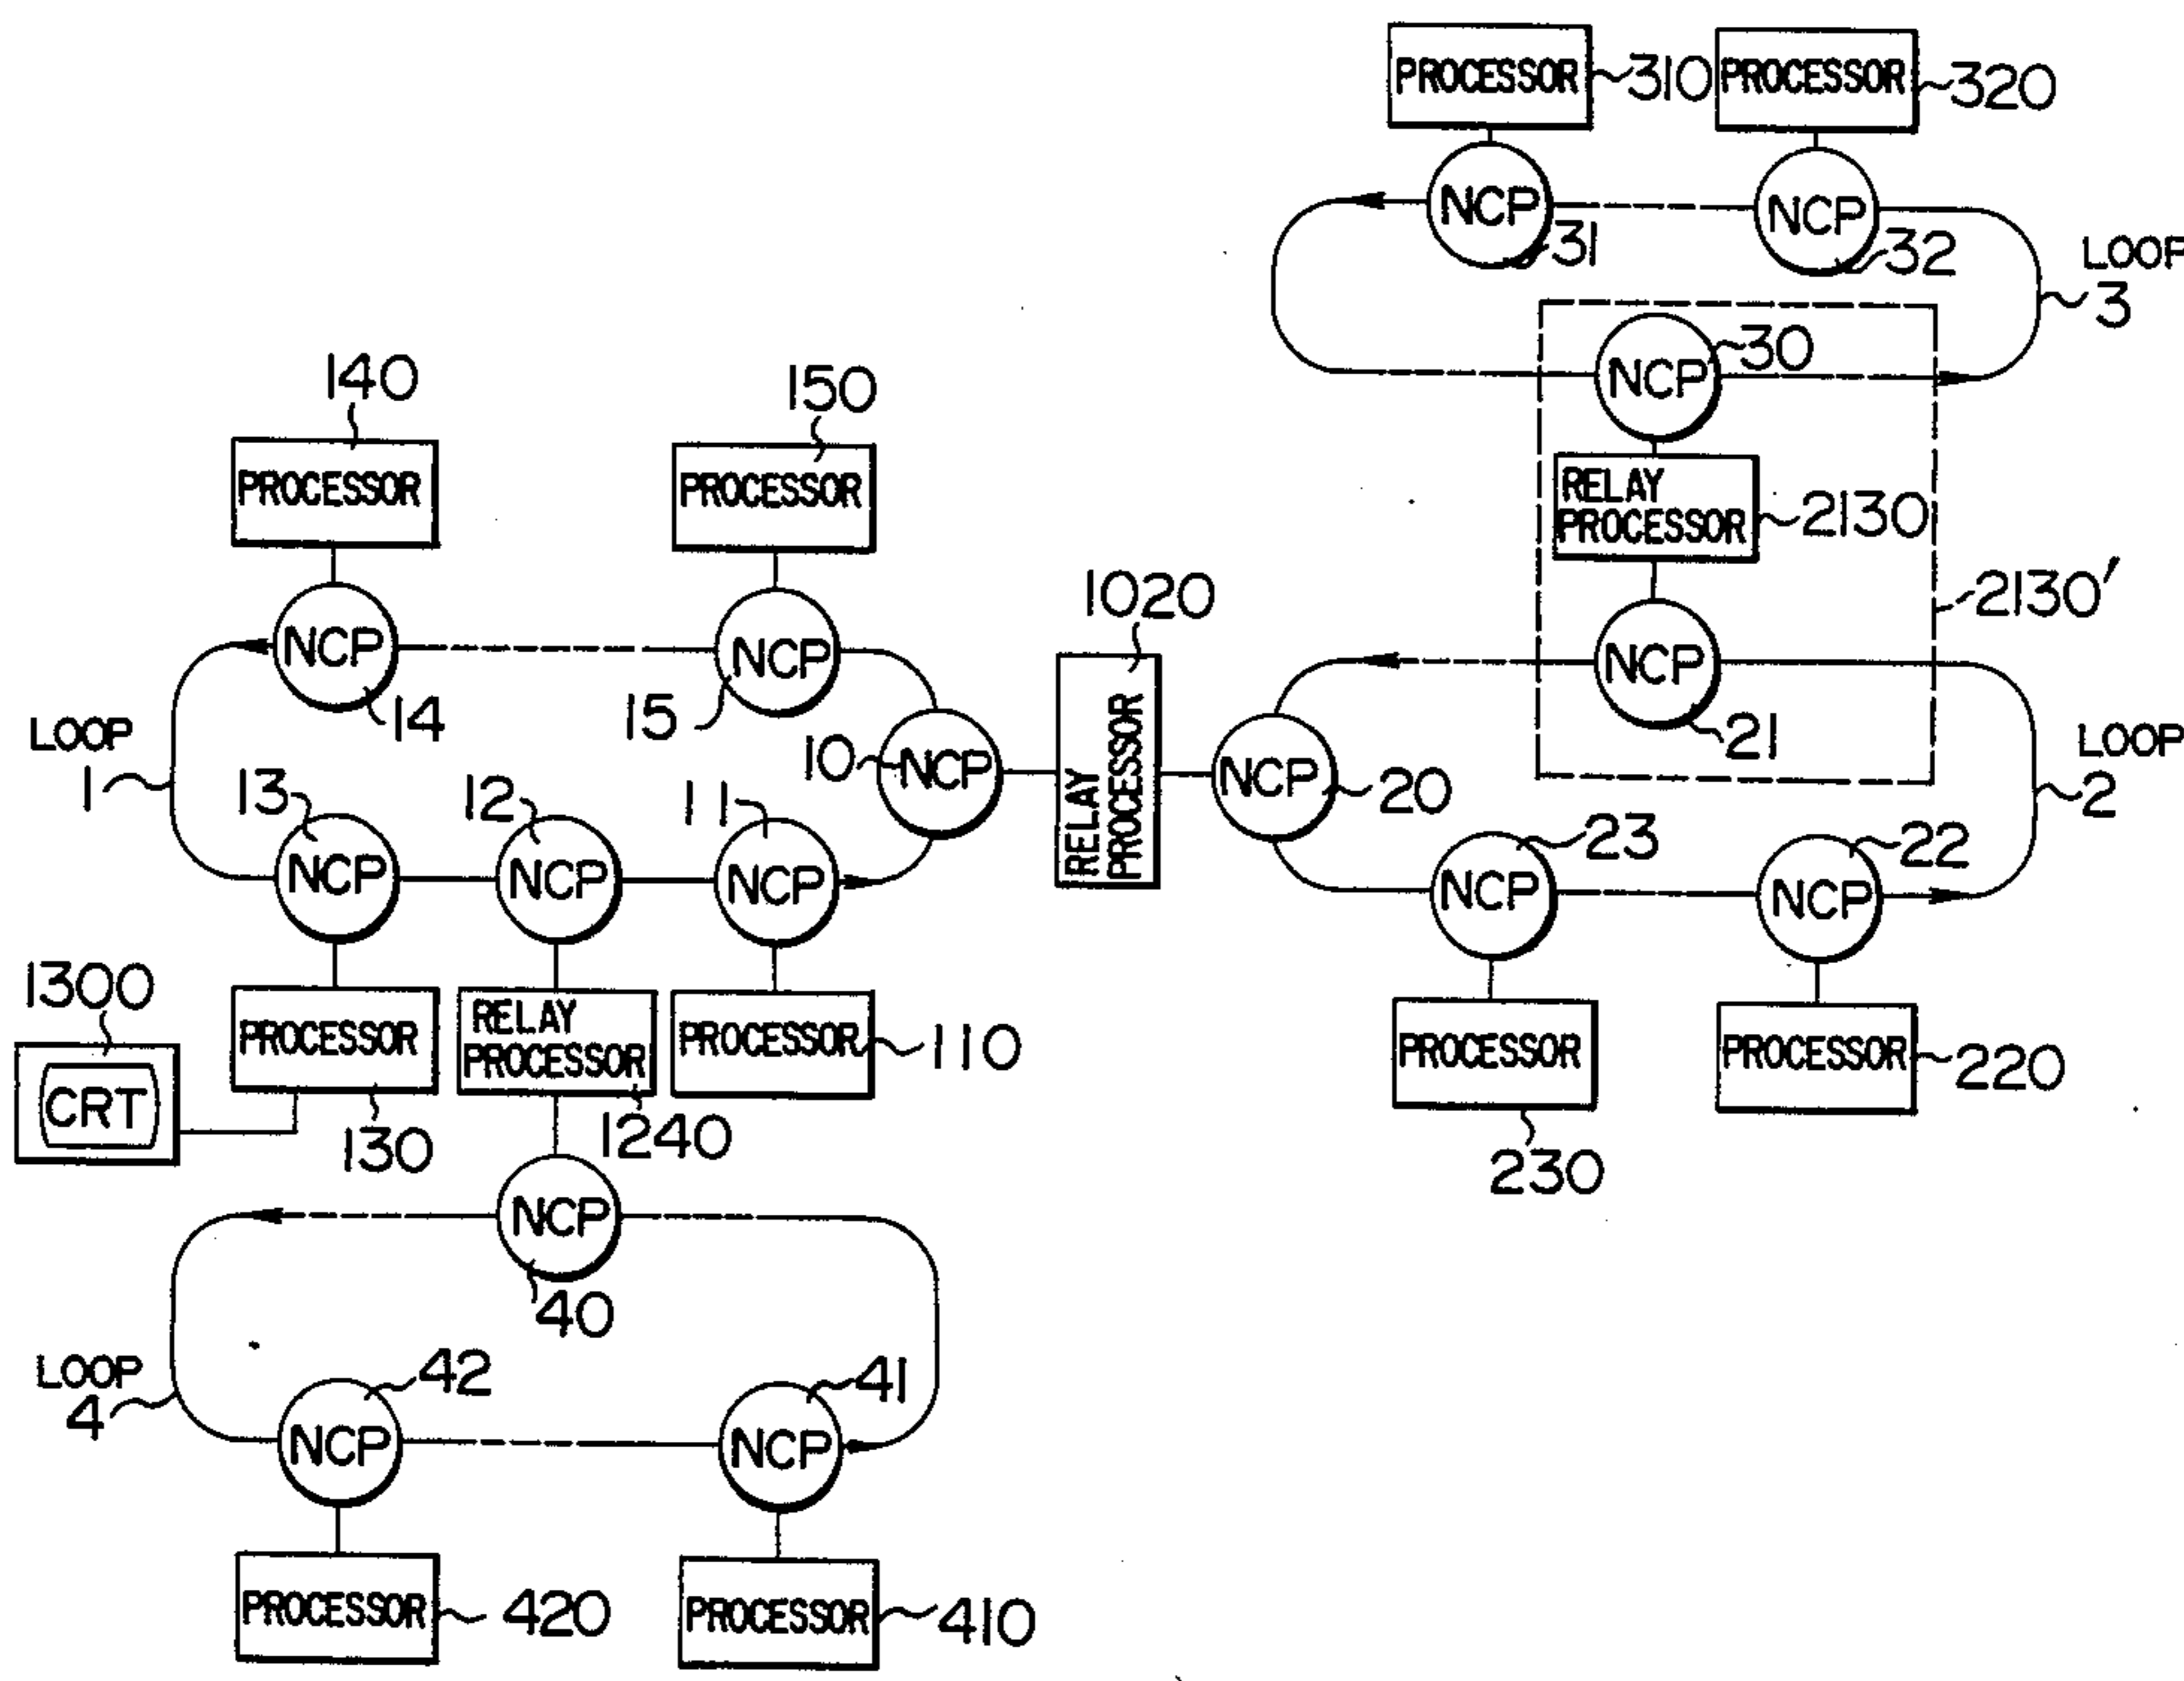 PROCESSOR 310
PROCESSOR 320
NCP 31
NCP 32
LOOP
3
NCP 30
RELAY
PROCESSOR
2130
2130'
NCP
21
LOOP
2
140
PROCESSOR
150
PROCESSOR
NCP
14
NCP
15
LOOP
1
10
NCP
1020
RELAY
PROCESSOR
NCP
20
13
NCP
12
NCP
11
NCP
23
NCP
22
NCP
1300
CRT
PROCESSOR
130
RELAY
PROCESSOR
1240
PROCESSOR
110
PROCESSOR
230
PROCESSOR
220
NCP
40
LOOP
4
42
NCP
41
NCP
PROCESSOR
420
PROCESSOR
410